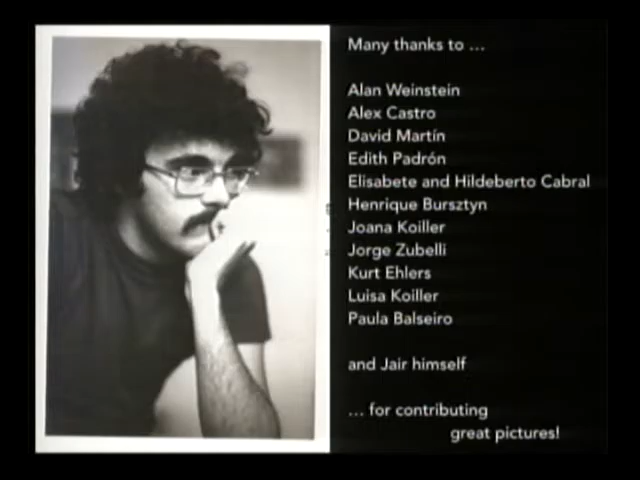 Many thanks to ...
Alan Weinstein
Alex Castro
David Martín
Edith Padrón
Elisabete and Hildeberto Cabral
Henrique Bursztyn
Joana Koiller
Jorge Zubelli
Kurt Ehlers
Luisa Koiller
Paula Balseiro
and Jair himself
... for contributing
great pictures!